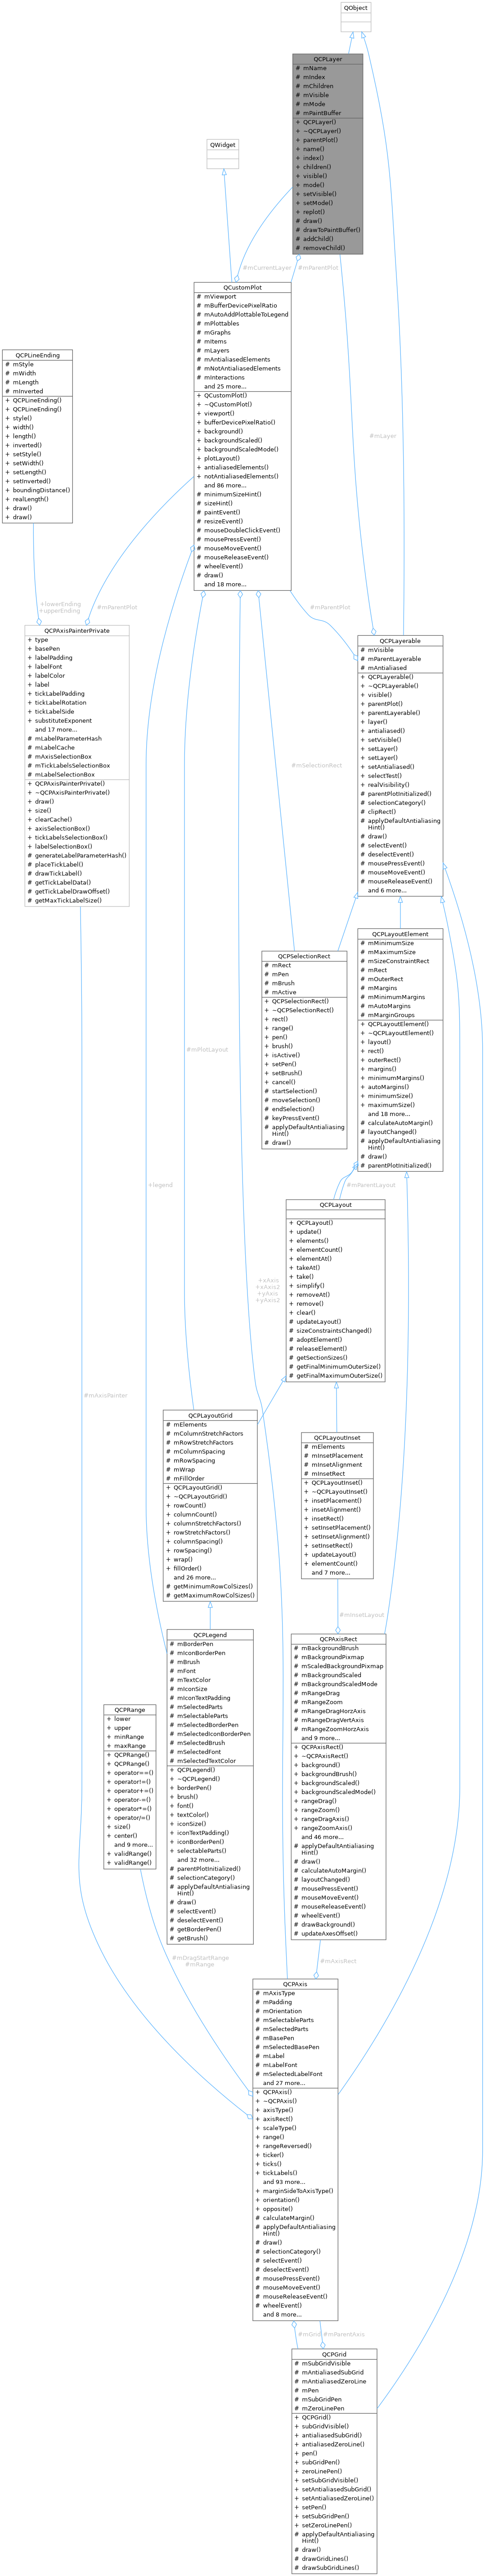 QObject
QCPLayer
# mName
# mIndex
# mChildren
# mVisible
# mMode
# mPaintBuffer
+ QCPLayer()
+ ~QCPLayer()
+ parentPlot()
+ name()
+ index()
+ children()
+ visible()
+ mode()
+ setVisible()
+ setMode()
+ replot()
# draw()
# drawToPaintBuffer()
# addChild()
# removeChild()
QWidget
#mCurrentLayer
#mParentPlot
QCustomPlot
# mViewport
# mBufferDevicePixelRatio
# mAutoAddPlottableToLegend
# mPlottables
# mGraphs
# mItems
# mLayers
# mAntialiasedElements
# mNotAntialiasedElements
# mInteractions
and 25 more...
+ QCustomPlot()
+ ~QCustomPlot()
+ viewport()
+ bufferDevicePixelRatio()
+ background()
+ backgroundScaled()
+ backgroundScaledMode()
+ plotLayout()
+ antialiasedElements()
+ notAntialiasedElements()
and 86 more...
# minimumSizeHint()
# sizeHint()
# paintEvent()
# resizeEvent()
# mouseDoubleClickEvent()
# mousePressEvent()
# mouseMoveEvent()
# mouseReleaseEvent()
# wheelEvent()
# draw()
and 18 more...
QCPLineEnding
# mStyle
# mWidth
# mLength
# mInverted
+ QCPLineEnding()
+ QCPLineEnding()
+ style()
+ width()
+ length()
+ inverted()
+ setStyle()
+ setWidth()
+ setLength()
+ setInverted()
+ boundingDistance()
+ realLength()
+ draw()
+ draw()
#mLayer
+lowerEnding
+upperEnding
#mParentPlot
#mParentPlot
QCPAxisPainterPrivate
+ type
+ basePen
+ labelPadding
+ labelFont
+ labelColor
+ label
+ tickLabelPadding
+ tickLabelRotation
+ tickLabelSide
+ substituteExponent
and 17 more...
# mLabelParameterHash
# mLabelCache
# mAxisSelectionBox
# mTickLabelsSelectionBox
# mLabelSelectionBox
+ QCPAxisPainterPrivate()
+ ~QCPAxisPainterPrivate()
+ draw()
+ size()
+ clearCache()
+ axisSelectionBox()
+ tickLabelsSelectionBox()
+ labelSelectionBox()
# generateLabelParameterHash()
# placeTickLabel()
# drawTickLabel()
# getTickLabelData()
# getTickLabelDrawOffset()
# getMaxTickLabelSize()
QCPLayerable
# mVisible
# mParentLayerable
# mAntialiased
+ QCPLayerable()
+ ~QCPLayerable()
+ visible()
+ parentPlot()
+ parentLayerable()
+ layer()
+ antialiased()
+ setVisible()
+ setLayer()
+ setLayer()
+ setAntialiased()
+ selectTest()
+ realVisibility()
# parentPlotInitialized()
# selectionCategory()
# clipRect()
# applyDefaultAntialiasing
Hint()
# draw()
# selectEvent()
# deselectEvent()
# mousePressEvent()
# mouseMoveEvent()
# mouseReleaseEvent()
and 6 more...
#mSelectionRect
QCPSelectionRect
# mRect
# mPen
# mBrush
# mActive
+ QCPSelectionRect()
+ ~QCPSelectionRect()
+ rect()
+ range()
+ pen()
+ brush()
+ isActive()
+ setPen()
+ setBrush()
+ cancel()
# startSelection()
# moveSelection()
# endSelection()
# keyPressEvent()
# applyDefaultAntialiasing
Hint()
# draw()
QCPLayoutElement
# mMinimumSize
# mMaximumSize
# mSizeConstraintRect
# mRect
# mOuterRect
# mMargins
# mMinimumMargins
# mAutoMargins
# mMarginGroups
+ QCPLayoutElement()
+ ~QCPLayoutElement()
+ layout()
+ rect()
+ outerRect()
+ margins()
+ minimumMargins()
+ autoMargins()
+ minimumSize()
+ maximumSize()
and 18 more...
# calculateAutoMargin()
# layoutChanged()
# applyDefaultAntialiasing
Hint()
# draw()
# parentPlotInitialized()
#mPlotLayout
+legend
#mParentLayout
QCPLayout
+ QCPLayout()
+ update()
+ elements()
+ elementCount()
+ elementAt()
+ takeAt()
+ take()
+ simplify()
+ removeAt()
+ remove()
+ clear()
# updateLayout()
# sizeConstraintsChanged()
# adoptElement()
# releaseElement()
# getSectionSizes()
# getFinalMinimumOuterSize()
# getFinalMaximumOuterSize()
+xAxis
+xAxis2
+yAxis
+yAxis2
#mAxisPainter
QCPLayoutGrid
# mElements
# mColumnStretchFactors
# mRowStretchFactors
# mColumnSpacing
# mRowSpacing
# mWrap
# mFillOrder
+ QCPLayoutGrid()
+ ~QCPLayoutGrid()
+ rowCount()
+ columnCount()
+ columnStretchFactors()
+ rowStretchFactors()
+ columnSpacing()
+ rowSpacing()
+ wrap()
+ fillOrder()
and 26 more...
# getMinimumRowColSizes()
# getMaximumRowColSizes()
QCPLayoutInset
# mElements
# mInsetPlacement
# mInsetAlignment
# mInsetRect
+ QCPLayoutInset()
+ ~QCPLayoutInset()
+ insetPlacement()
+ insetAlignment()
+ insetRect()
+ setInsetPlacement()
+ setInsetAlignment()
+ setInsetRect()
+ updateLayout()
+ elementCount()
and 7 more...
#mInsetLayout
QCPLegend
# mBorderPen
# mIconBorderPen
# mBrush
# mFont
# mTextColor
# mIconSize
# mIconTextPadding
# mSelectedParts
# mSelectableParts
# mSelectedBorderPen
# mSelectedIconBorderPen
# mSelectedBrush
# mSelectedFont
# mSelectedTextColor
+ QCPLegend()
+ ~QCPLegend()
+ borderPen()
+ brush()
+ font()
+ textColor()
+ iconSize()
+ iconTextPadding()
+ iconBorderPen()
+ selectableParts()
and 32 more...
# parentPlotInitialized()
# selectionCategory()
# applyDefaultAntialiasing
Hint()
# draw()
# selectEvent()
# deselectEvent()
# getBorderPen()
# getBrush()
QCPAxisRect
# mBackgroundBrush
# mBackgroundPixmap
# mScaledBackgroundPixmap
# mBackgroundScaled
# mBackgroundScaledMode
# mRangeDrag
# mRangeZoom
# mRangeDragHorzAxis
# mRangeDragVertAxis
# mRangeZoomHorzAxis
and 9 more...
+ QCPAxisRect()
+ ~QCPAxisRect()
+ background()
+ backgroundBrush()
+ backgroundScaled()
+ backgroundScaledMode()
+ rangeDrag()
+ rangeZoom()
+ rangeDragAxis()
+ rangeZoomAxis()
and 46 more...
# applyDefaultAntialiasing
Hint()
# draw()
# calculateAutoMargin()
# layoutChanged()
# mousePressEvent()
# mouseMoveEvent()
# mouseReleaseEvent()
# wheelEvent()
# drawBackground()
# updateAxesOffset()
QCPRange
+ lower
+ upper
+ minRange
+ maxRange
+ QCPRange()
+ QCPRange()
+ operator==()
+ operator!=()
+ operator+=()
+ operator-=()
+ operator*=()
+ operator/=()
+ size()
+ center()
and 9 more...
+ validRange()
+ validRange()
#mDragStartRange
#mRange
#mAxisRect
QCPAxis
# mAxisType
# mPadding
# mOrientation
# mSelectableParts
# mSelectedParts
# mBasePen
# mSelectedBasePen
# mLabel
# mLabelFont
# mSelectedLabelFont
and 27 more...
+ QCPAxis()
+ ~QCPAxis()
+ axisType()
+ axisRect()
+ scaleType()
+ range()
+ rangeReversed()
+ ticker()
+ ticks()
+ tickLabels()
and 93 more...
+ marginSideToAxisType()
+ orientation()
+ opposite()
# calculateMargin()
# applyDefaultAntialiasing
Hint()
# draw()
# selectionCategory()
# selectEvent()
# deselectEvent()
# mousePressEvent()
# mouseMoveEvent()
# mouseReleaseEvent()
# wheelEvent()
and 8 more...
#mGrid
#mParentAxis
QCPGrid
# mSubGridVisible
# mAntialiasedSubGrid
# mAntialiasedZeroLine
# mPen
# mSubGridPen
# mZeroLinePen
+ QCPGrid()
+ subGridVisible()
+ antialiasedSubGrid()
+ antialiasedZeroLine()
+ pen()
+ subGridPen()
+ zeroLinePen()
+ setSubGridVisible()
+ setAntialiasedSubGrid()
+ setAntialiasedZeroLine()
+ setPen()
+ setSubGridPen()
+ setZeroLinePen()
# applyDefaultAntialiasing
Hint()
# draw()
# drawGridLines()
# drawSubGridLines()